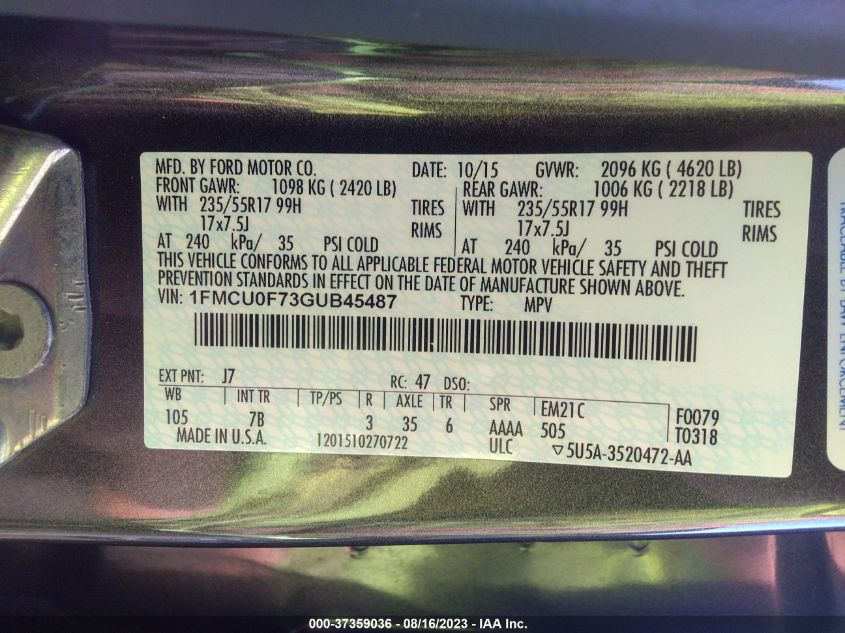 MFD. BY FORD MOTOR CO. DATE: 10/15 GVWR: 2096 KG ( 4620 LB)
FRONT GAWR: 1098 KG ( 2420 LB) REAR GAWR: 1006 KG ( 2218 LB)
WITH 235/55R17 99H TIRES WITH 235/55R17 99H TIRES
17x7.5J RIMS 17x7.5J RIMS
AT 240 kPa/ 35 PSI COLD AT 240 kPa/ 35 PSI COLD
THIS VEHICLE CONFORMS TO ALL APPLICABLE FEDERAL MOTOR VEHICLE SAFETY AND THEFT
PREVENTION STANDARDS IN EFFECT ON THE DATE OF MANUFACTURE SHOWN ABOVE.
VIN: 1FMCU0F73GUB45487 TYPE: MPV
EXT PNT: J7 RC: 47 DSO:
WB INT TR TP/PS R AXLE TR SPR EM21C F0079
105 7B 3 35 6 AAAA 505 T0318
MADE IN U.S.A. 1201510270722 ULC ▽5U5A-3520472-AA
000-37359036 - 08/16/2023 - IAA Inc.